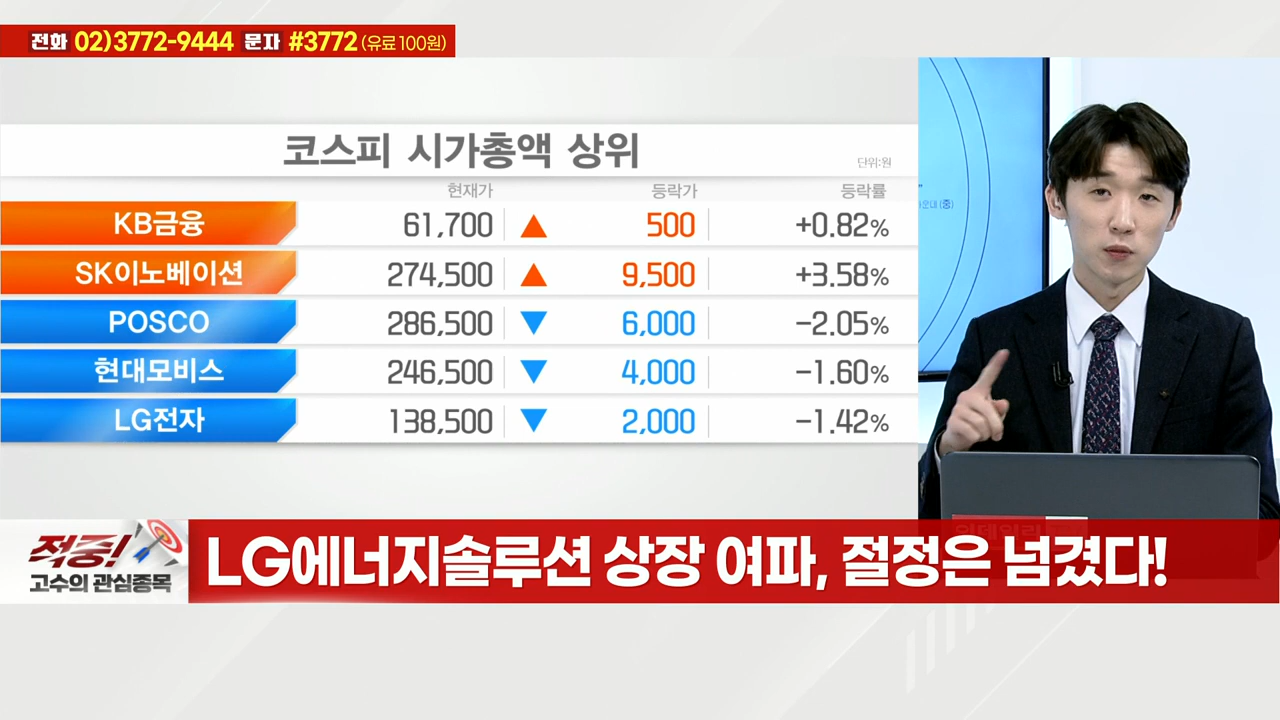 전화 02)3772-9444 문자 #3772 (유료 100원)
코스피 시가총액 상위
단위:원
현재가 등락가 등락률
KB금융 61,700 ▲ 500 +0.82%
SK이노베이션 274,500 ▲ 9,500 +3.58%
POSCO 286,500 ▼ 6,000 -2.05%
현대모비스 246,500 ▼ 4,000 -1.60%
LG전자 138,500 ▼ 2,000 -1.42%
(중)
적중!
고수의 관심종목
LG에너지솔루션 상장 여파, 절정은 넘겼다!